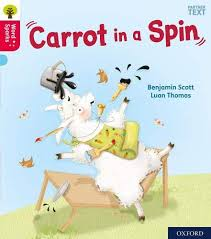 PARTNER
TEXT
Word
Sparks
Carrot in a Spin
Benjamin Scott
Luan Thomas
OXFORD